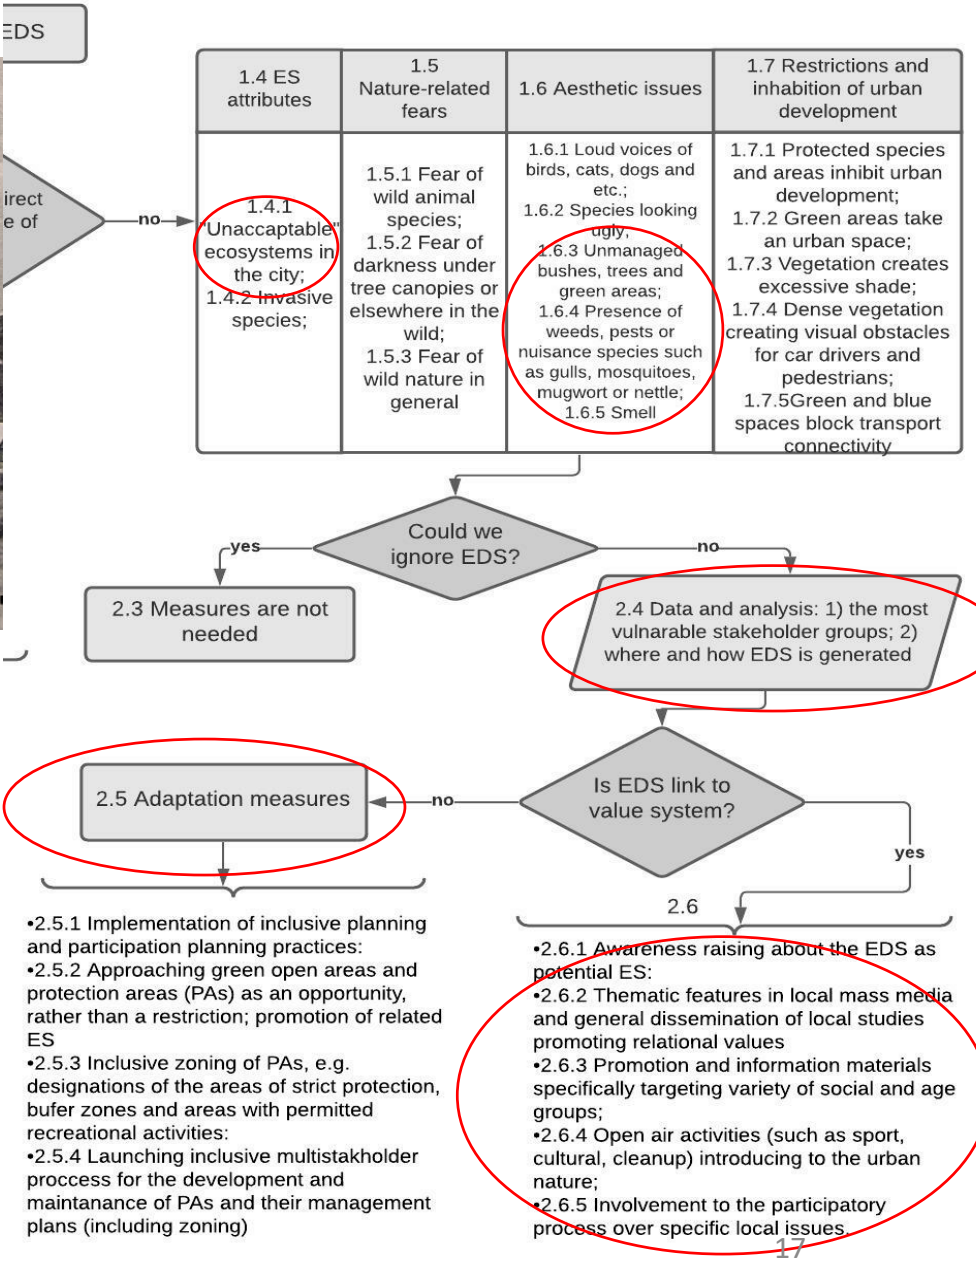 EDS
irect
e of
no
1.4 ES
attributes
1.5
Nature-related
fears
1.6 Aesthetic issues
1.7 Restrictions and
inhabition of urban
development
1.4.1
"Unaccaptable"
ecosystems in
the city;
1.4.2 Invasive
species;
1.5.1 Fear of
wild animal
species;
1.5.2 Fear of
darkness under
tree canopies or
elsewhere in the
wild;
1.5.3 Fear of
wild nature in
general
1.6.1 Loud voices of
birds, cats, dogs and
etc.;
1.6.2 Species looking
ugly;
1.6.3 Unmanaged
bushes, trees and
green areas;
1.6.4 Presence of
weeds, pests or
nuisance species such
as gulls, mosquitoes,
mugwort or nettle;
1.6.5 Smell
1.7.1 Protected species
and areas inhibit urban
development;
1.7.2 Green areas take
an urban space;
1.7.3 Vegetation creates
excessive shade;
1.7.4 Dense vegetation
creating visual obstacles
for car drivers and
pedestrians;
1.7.5Green and blue
spaces block transport
connectivity
Could we
ignore EDS?
yes
no
2.3 Measures are not
needed
2.4 Data and analysis: 1) the most
vulnarable stakeholder groups; 2)
where and how EDS is generated
Is EDS link to
value system?
no
yes
2.5 Adaptation measures
•2.5.1 Implementation of inclusive planning
and participation planning practices:
•2.5.2 Approaching green open areas and
protection areas (PAs) as an opportunity,
rather than a restriction; promotion of related
ES
•2.5.3 Inclusive zoning of PAs, e.g.
designations of the areas of strict protection,
bufer zones and areas with permitted
recreational activities:
•2.5.4 Launching inclusive multistakholder
proccess for the development and
maintanance of PAs and their management
plans (including zoning)
2.6
•2.6.1 Awareness raising about the EDS as
potential ES:
•2.6.2 Thematic features in local mass media
and general dissemination of local studies
promoting relational values
•2.6.3 Promotion and information materials
specifically targeting variety of social and age
groups;
•2.6.4 Open air activities (such as sport,
cultural, cleanup) introducing to the urban
nature;
•2.6.5 Involvement to the participatory
process over specific local issues.
17